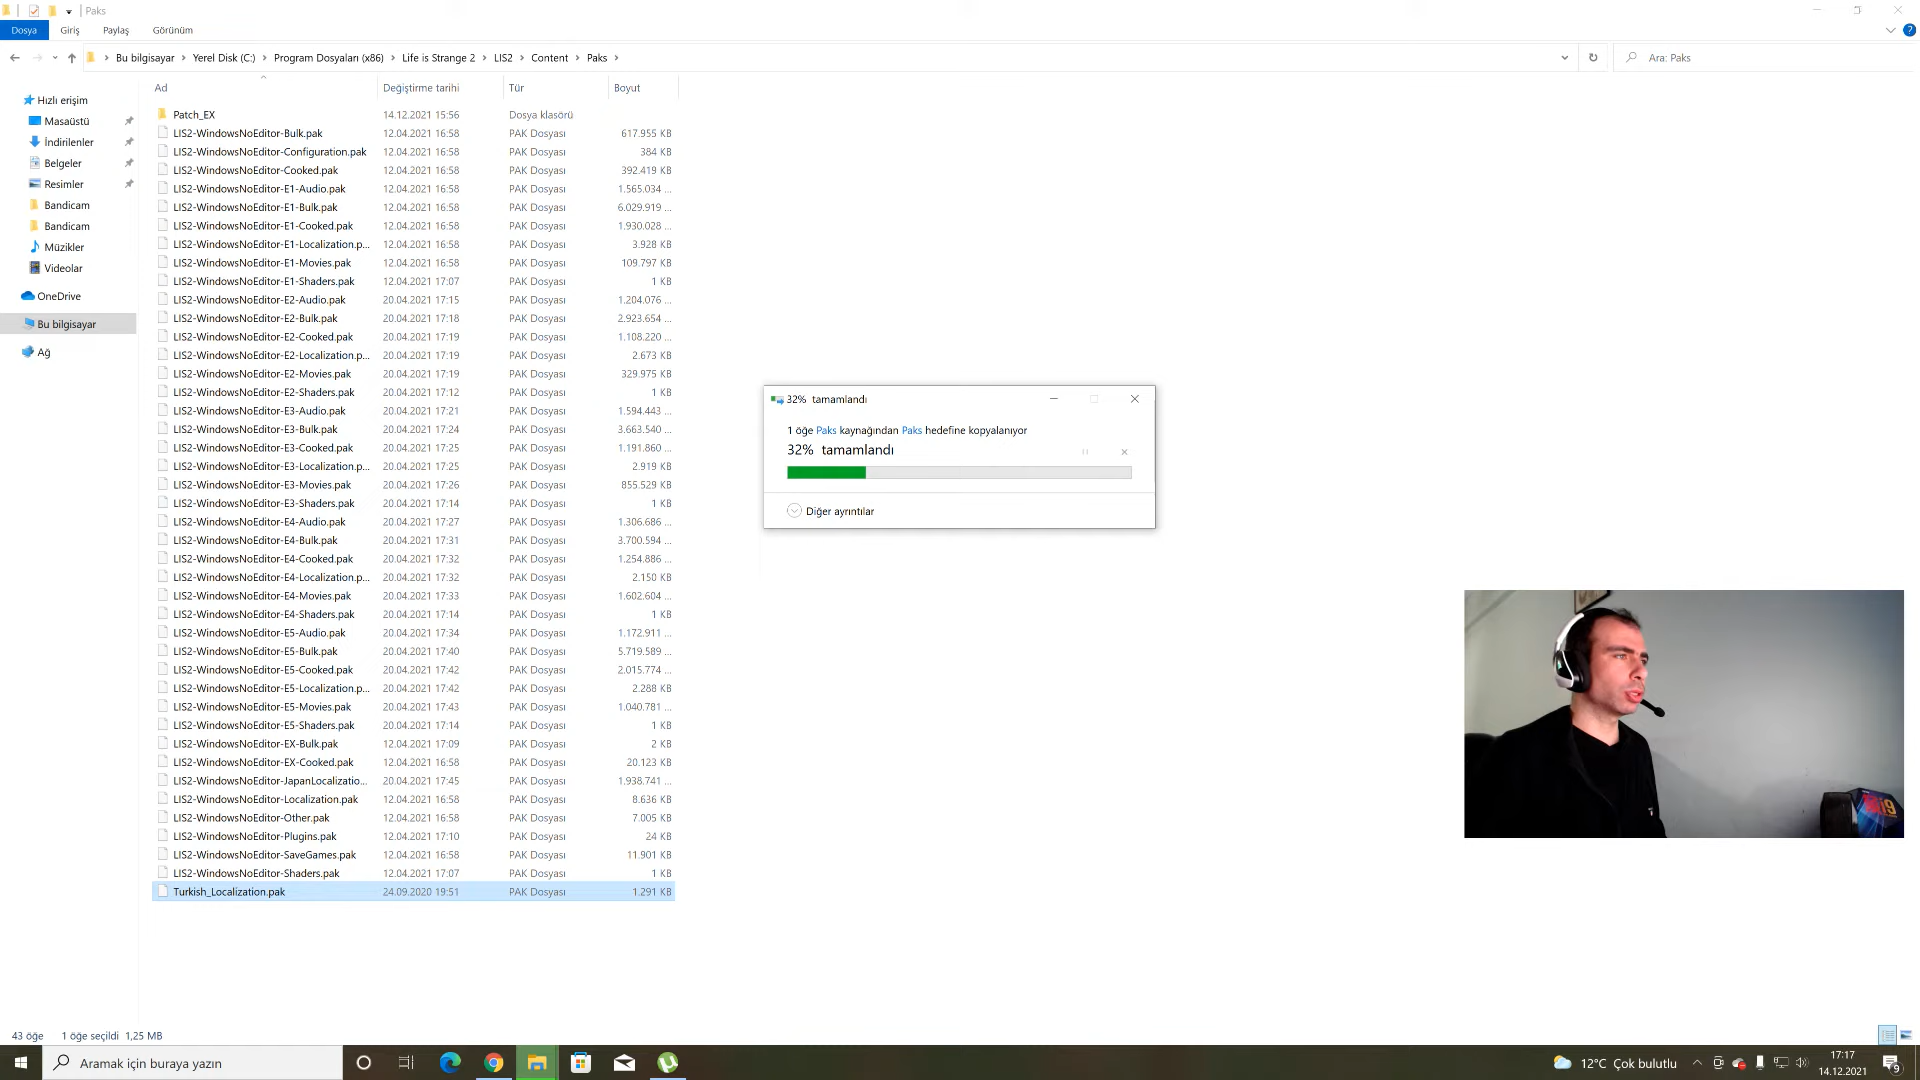 Paks
Dosya Giriş Paylaş Görünüm
Bu bilgisayar Yerel Disk (C:) Program Dosyaları (x86) Life is Strange 2 LIS2 Content Paks
Ara: Paks
Ad Değiştirme tarihi Tür Boyut
Hızlı erişim
Masaüstü
İndirilenler
Belgeler
Resimler
Bandicam
Bandicam
Müzikler
Videolar
OneDrive
Bu bilgisayar
Ağ
Patch_EX 14.12.2021 15:56 Dosya klasörü
LIS2-WindowsNoEditor-Bulk.pak 12.04.2021 16:58 PAK Dosyası 617.955 KB
LIS2-WindowsNoEditor-Configuration.pak 12.04.2021 16:58 PAK Dosyası 384 KB
LIS2-WindowsNoEditor-Cooked.pak 12.04.2021 16:58 PAK Dosyası 392.419 KB
LIS2-WindowsNoEditor-E1-Audio.pak 12.04.2021 16:58 PAK Dosyası 1.565.034 ...
LIS2-WindowsNoEditor-E1-Bulk.pak 12.04.2021 16:58 PAK Dosyası 6.029.919 ...
LIS2-WindowsNoEditor-E1-Cooked.pak 12.04.2021 16:58 PAK Dosyası 1.930.028 ...
LIS2-WindowsNoEditor-E1-Localization.p... 12.04.2021 16:58 PAK Dosyası 3.928 KB
LIS2-WindowsNoEditor-E1-Movies.pak 12.04.2021 16:58 PAK Dosyası 109.797 KB
LIS2-WindowsNoEditor-E1-Shaders.pak 12.04.2021 17:07 PAK Dosyası 1 KB
LIS2-WindowsNoEditor-E2-Audio.pak 20.04.2021 17:15 PAK Dosyası 1.204.076 ...
LIS2-WindowsNoEditor-E2-Bulk.pak 20.04.2021 17:18 PAK Dosyası 2.923.654 ...
LIS2-WindowsNoEditor-E2-Cooked.pak 20.04.2021 17:19 PAK Dosyası 1.108.220 ...
LIS2-WindowsNoEditor-E2-Localization.p... 20.04.2021 17:19 PAK Dosyası 2.673 KB
LIS2-WindowsNoEditor-E2-Movies.pak 20.04.2021 17:19 PAK Dosyası 329.975 KB
LIS2-WindowsNoEditor-E2-Shaders.pak 20.04.2021 17:12 PAK Dosyası 1 KB
LIS2-WindowsNoEditor-E3-Audio.pak 20.04.2021 17:21 PAK Dosyası 1.594.443 ...
LIS2-WindowsNoEditor-E3-Bulk.pak 20.04.2021 17:24 PAK Dosyası 3.663.540 ...
LIS2-WindowsNoEditor-E3-Cooked.pak 20.04.2021 17:25 PAK Dosyası 1.191.860 ...
LIS2-WindowsNoEditor-E3-Localization.p... 20.04.2021 17:25 PAK Dosyası 2.919 KB
LIS2-WindowsNoEditor-E3-Movies.pak 20.04.2021 17:26 PAK Dosyası 855.529 KB
LIS2-WindowsNoEditor-E3-Shaders.pak 20.04.2021 17:14 PAK Dosyası 1 KB
LIS2-WindowsNoEditor-E4-Audio.pak 20.04.2021 17:27 PAK Dosyası 1.306.686 ...
LIS2-WindowsNoEditor-E4-Bulk.pak 20.04.2021 17:31 PAK Dosyası 3.700.594 ...
LIS2-WindowsNoEditor-E4-Cooked.pak 20.04.2021 17:32 PAK Dosyası 1.254.886 ...
LIS2-WindowsNoEditor-E4-Localization.p... 20.04.2021 17:32 PAK Dosyası 2.150 KB
LIS2-WindowsNoEditor-E4-Movies.pak 20.04.2021 17:33 PAK Dosyası 1.602.604 ...
LIS2-WindowsNoEditor-E4-Shaders.pak 20.04.2021 17:14 PAK Dosyası 1 KB
LIS2-WindowsNoEditor-E5-Audio.pak 20.04.2021 17:34 PAK Dosyası 1.172.911 ...
LIS2-WindowsNoEditor-E5-Bulk.pak 20.04.2021 17:40 PAK Dosyası 5.719.589 ...
LIS2-WindowsNoEditor-E5-Cooked.pak 20.04.2021 17:42 PAK Dosyası 2.015.774 ...
LIS2-WindowsNoEditor-E5-Localization.p... 20.04.2021 17:42 PAK Dosyası 2.288 KB
LIS2-WindowsNoEditor-E5-Movies.pak 20.04.2021 17:43 PAK Dosyası 1.040.781 ...
LIS2-WindowsNoEditor-E5-Shaders.pak 20.04.2021 17:14 PAK Dosyası 1 KB
LIS2-WindowsNoEditor-EX-Bulk.pak 12.04.2021 17:09 PAK Dosyası 2 KB
LIS2-WindowsNoEditor-EX-Cooked.pak 12.04.2021 16:58 PAK Dosyası 20.123 KB
LIS2-WindowsNoEditor-JapanLocalizatio... 20.04.2021 17:45 PAK Dosyası 1.938.741 ...
LIS2-WindowsNoEditor-Localization.pak 12.04.2021 16:58 PAK Dosyası 8.636 KB
LIS2-WindowsNoEditor-Other.pak 12.04.2021 16:58 PAK Dosyası 7.005 KB
LIS2-WindowsNoEditor-Plugins.pak 12.04.2021 17:10 PAK Dosyası 24 KB
LIS2-WindowsNoEditor-SaveGames.pak 12.04.2021 16:58 PAK Dosyası 11.901 KB
LIS2-WindowsNoEditor-Shaders.pak 12.04.2021 17:07 PAK Dosyası 1 KB
Turkish_Localization.pak 24.09.2020 19:51 PAK Dosyası 1.291 KB
32% tamamlandı
1 öğe Paks kaynağından Paks hedefine kopyalanıyor
32% tamamlandı
Diğer ayrıntılar
i9
43 öğe 1 öğe seçildi 1,25 MB
Aramak için buraya yazın
12°C Çok bulutlu
17:17
14.12.2021
9